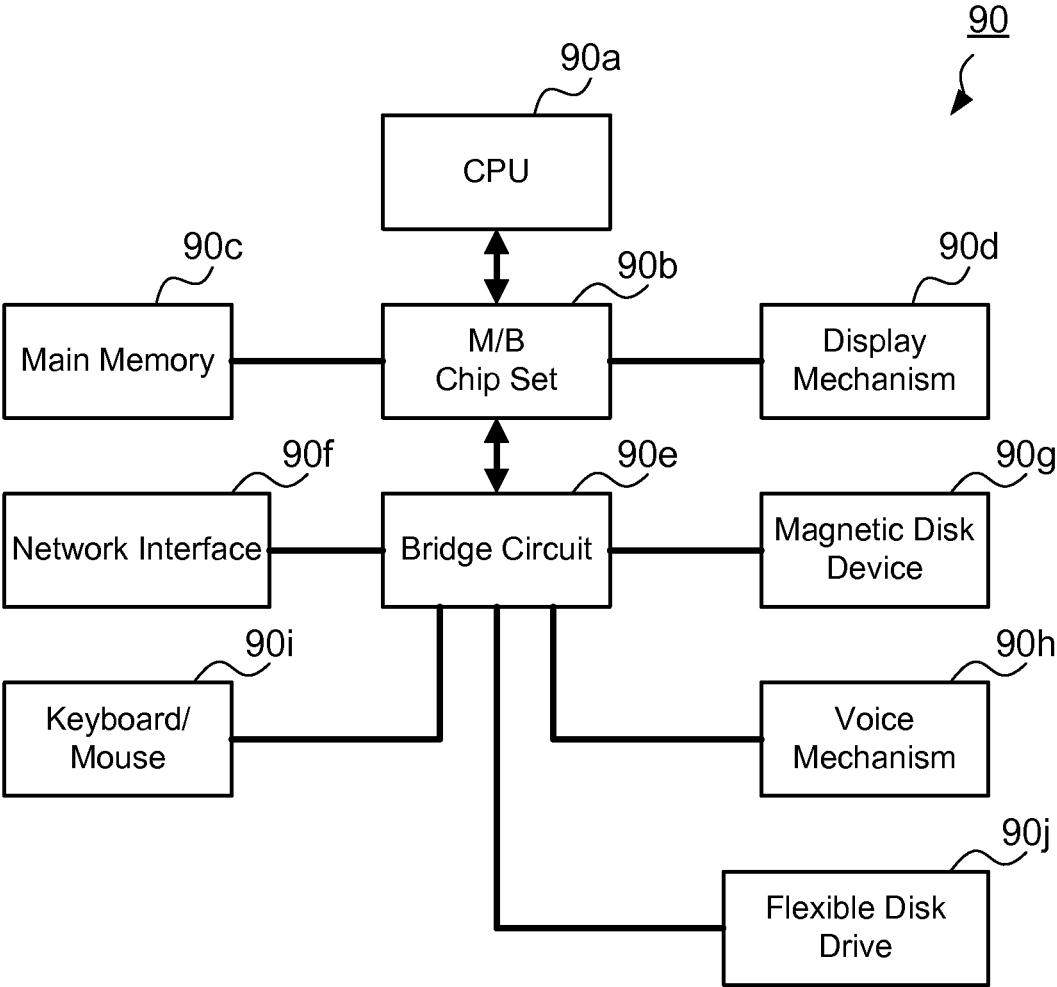 90
90a
CPU
90c
90b
90d
Main Memory
M/B
Chip Set
Display
Mechanism
90f
90e
90g
Network Interface
Bridge Circuit
Magnetic Disk
Device
90i
90h
Keyboard/
Mouse
Voice
Mechanism
90j
Flexible Disk
Drive